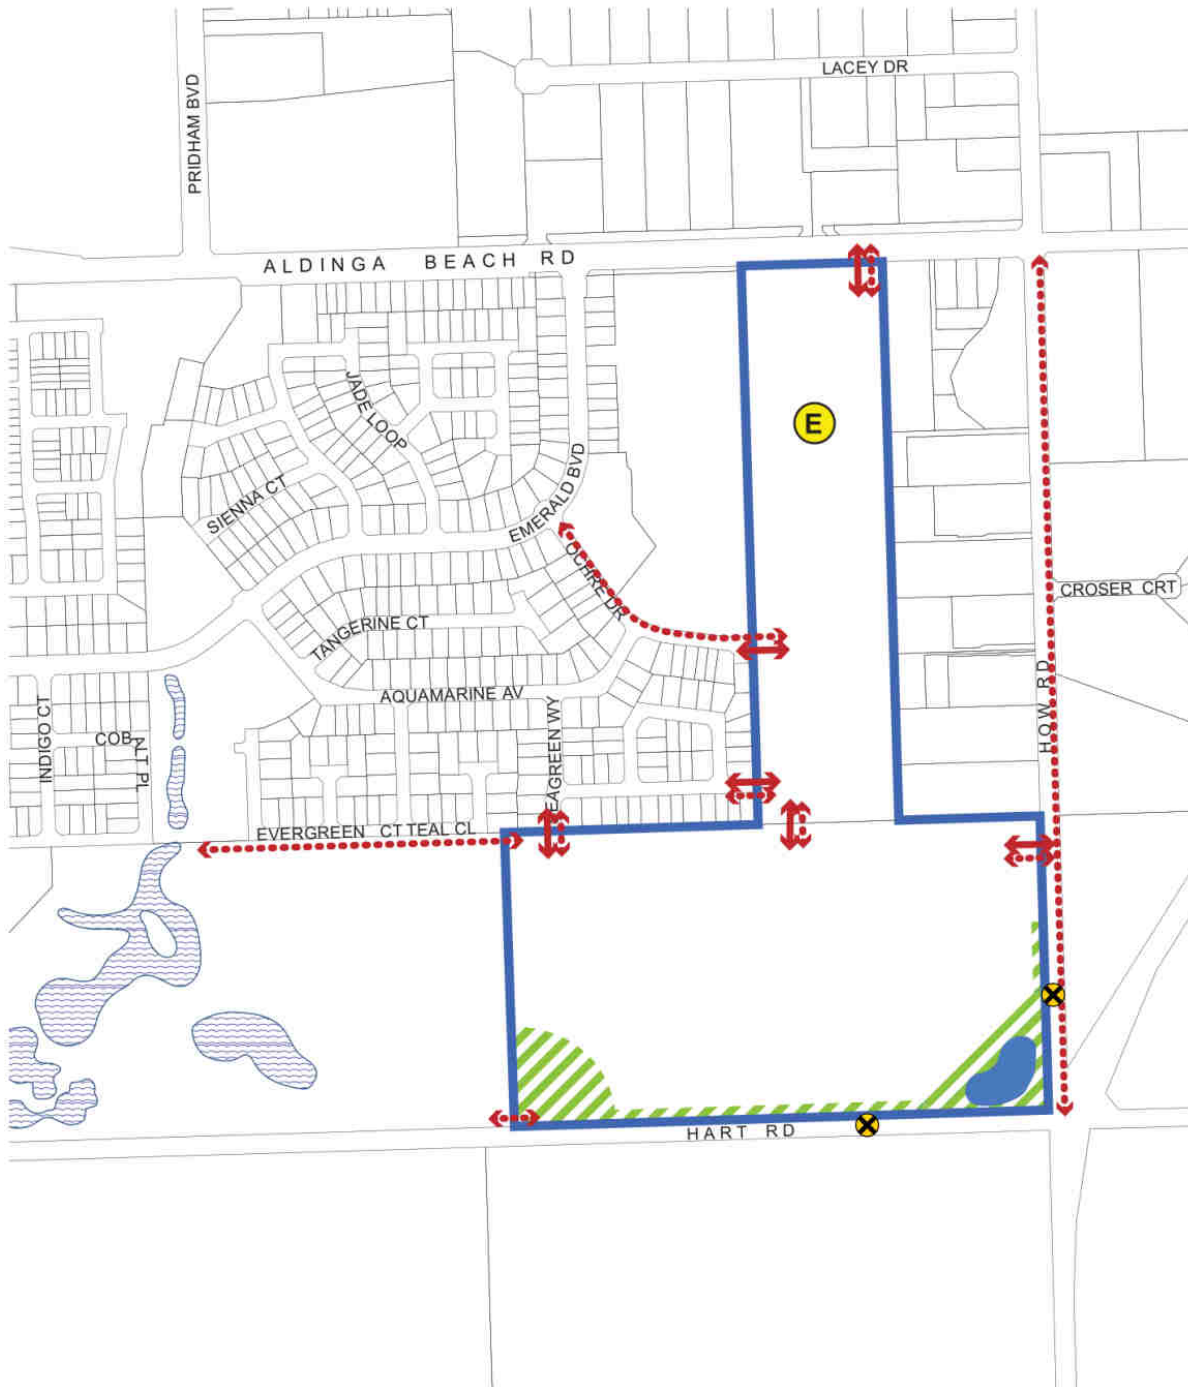 LACEY DR
PRIDHAM BVD
ALDINGA BEACH RD
JADE LOOP
E
SIENNA CT
EMERALD BVD
OCHRE DR
CROSER CRT
TANGERINE CT
HOW RD
AQUAMARINE AV
INDIGO CT
COBALT PL
EAGREEN WY
EVERGREEN CT TEAL CL
HART RD